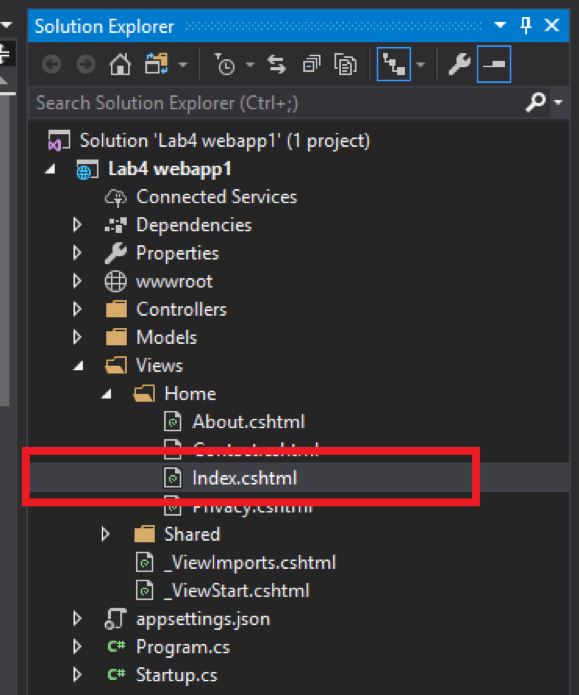 Solution Explorer
Search Solution Explorer (Ctrl+;)
Solution 'Lab4 webapp1' (1 project)
Lab4 webapp1
Connected Services
Dependencies
Properties
wwwroot
Controllers
Models
Views
Home
About.cshtml
Contact.cshtml
Index.cshtml
Privacy.cshtml
Shared
_ViewImports.cshtml
_ViewStart.cshtml
appsettings.json
C# Program.cs
C# Startup.cs